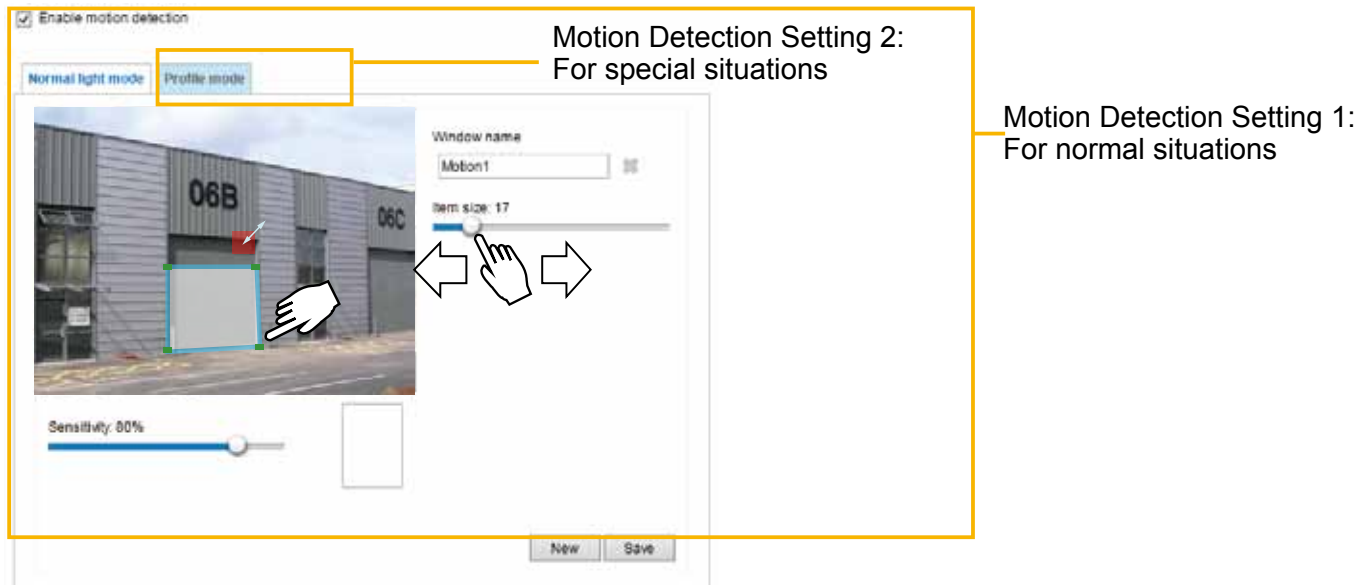 Enable motion detection
Motion Detection Setting 2:
For special situations
Normal light mode
Profile mode
Motion Detection Setting 1:
For normal situations
Window name
Motion1
06B
06C
Item size: 17
Sensitivity: 80%
New
Save